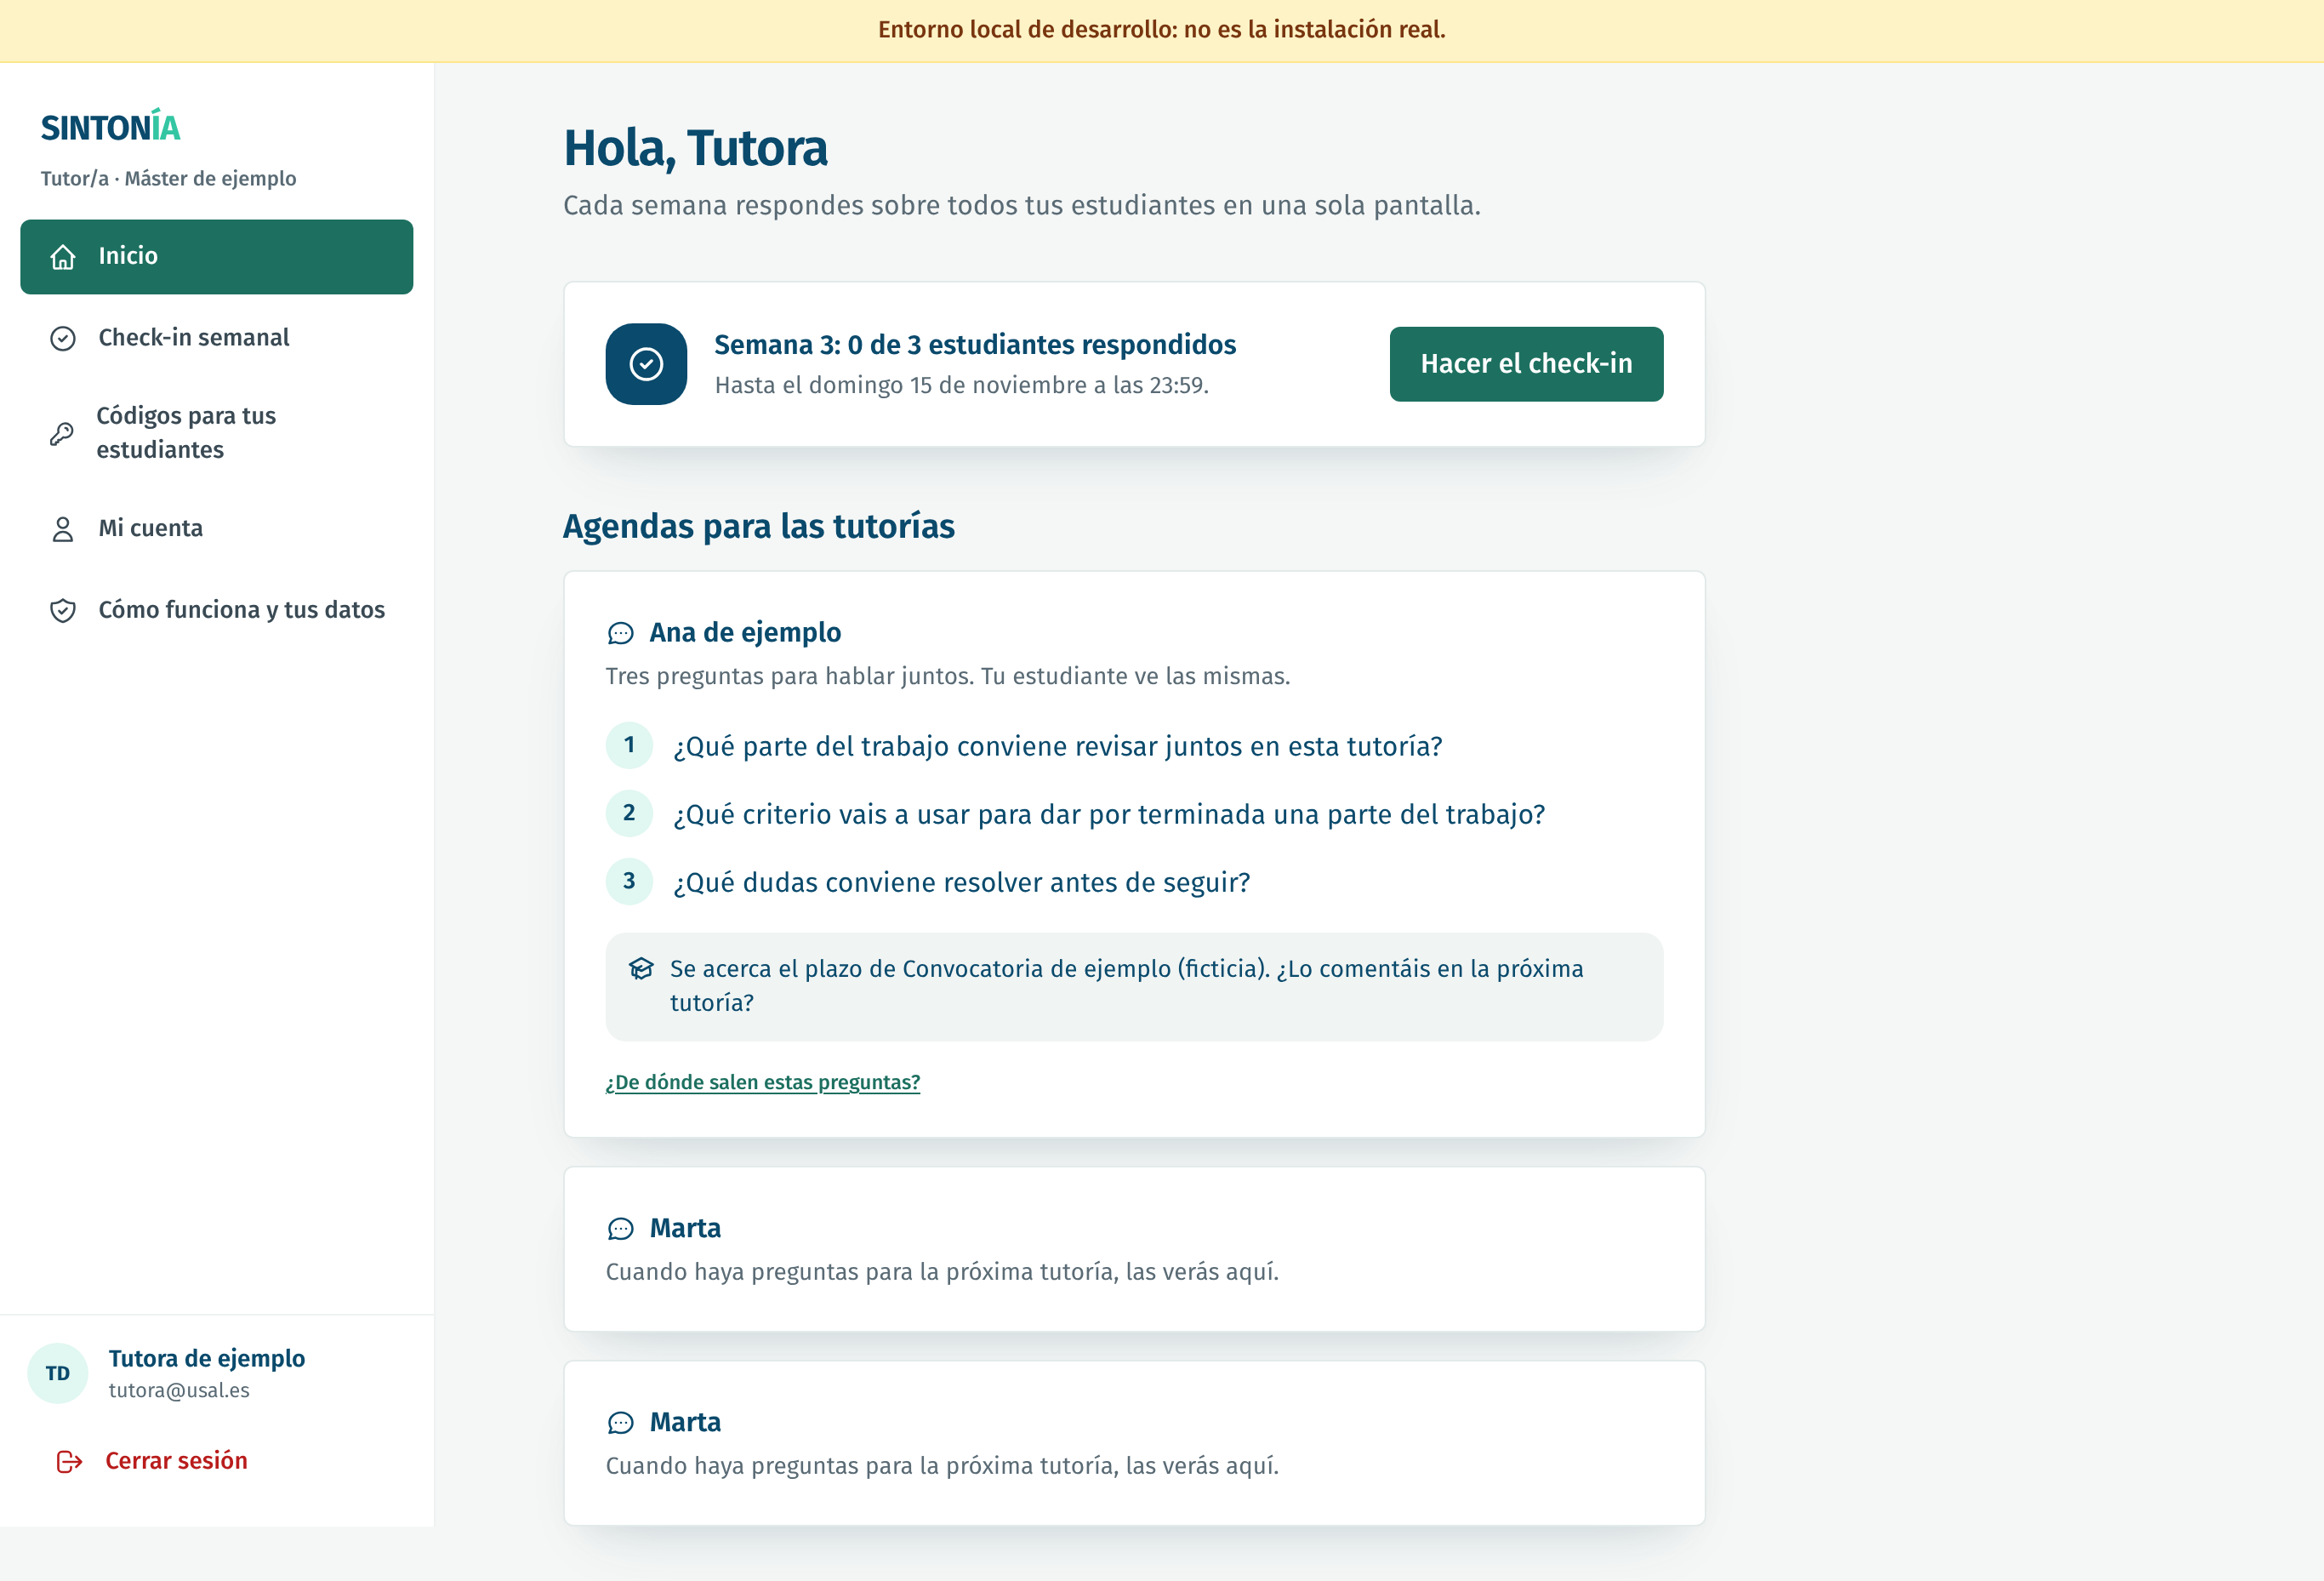 Entorno local de desarrollo: no es la instalación real.
SINTONÍA
Tutor/a · Máster de ejemplo
Inicio
Check-in semanal
Códigos para tus
estudiantes
Mi cuenta
Cómo funciona y tus datos
Tutora de ejemplo
TD
tutora@usal.es
Cerrar sesión
Hola, Tutora
Cada semana respondes sobre todos tus estudiantes en una sola pantalla.
Semana 3: 0 de 3 estudiantes respondidos
Hasta el domingo 15 de noviembre a las 23:59.
Hacer el check-in
Agendas para las tutorías
Ana de ejemplo
Tres preguntas para hablar juntos. Tu estudiante ve las mismas.
1 ¿Qué parte del trabajo conviene revisar juntos en esta tutoría?
2 ¿Qué criterio vais a usar para dar por terminada una parte del trabajo?
3 ¿Qué dudas conviene resolver antes de seguir?
Se acerca el plazo de Convocatoria de ejemplo (ficticia). ¿Lo comentáis en la próxima
tutoría?
¿De dónde salen estas preguntas?
Marta
Cuando haya preguntas para la próxima tutoría, las verás aquí.
Marta
Cuando haya preguntas para la próxima tutoría, las verás aquí.